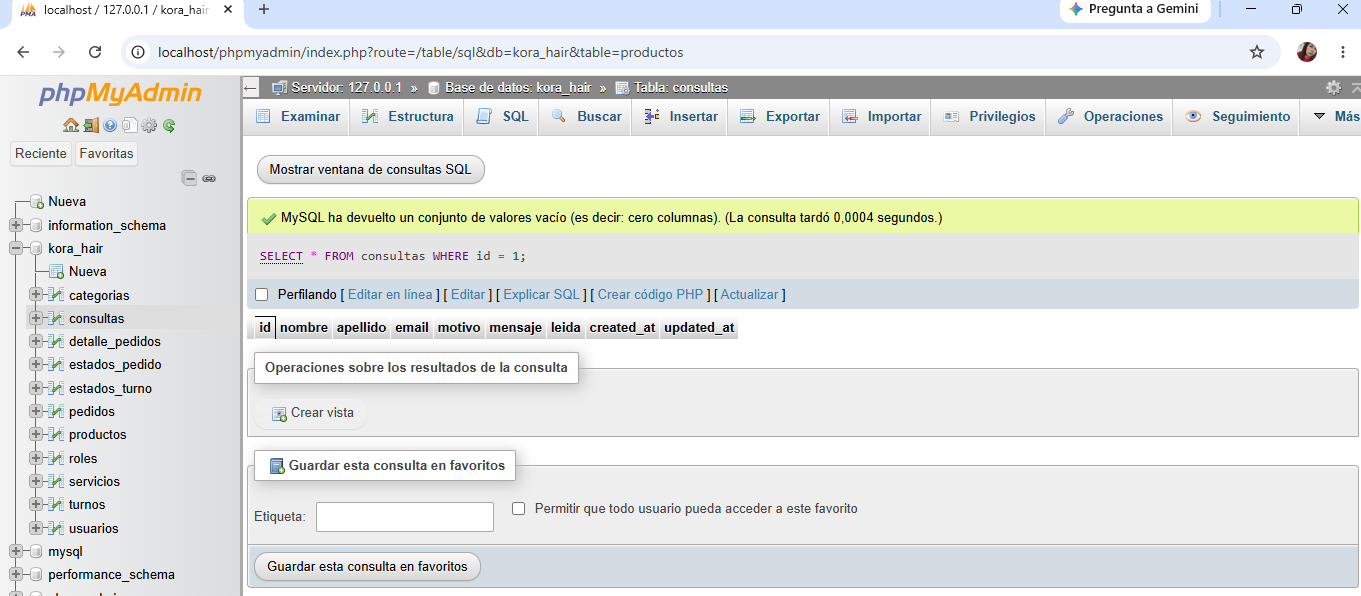 localhost / 127.0.0.1 / kora_hair
Pregunta a Gemini
localhost/phpmyadmin/index.php?route=/table/sql&db=kora_hair&table=productos
phpMyAdmin
Reciente
Favoritas
Nueva
information_schema
kora_hair
Nueva
categorias
consultas
detalle_pedidos
estados_pedido
estados_turno
pedidos
productos
roles
servicios
turnos
usuarios
mysql
performance_schema
Servidor: 127.0.0.1 » Base de datos: kora_hair » Tabla: consultas
Examinar Estructura SQL Buscar Insertar Exportar Importar Privilegios Operaciones Seguimiento Más
Mostrar ventana de consultas SQL
MySQL ha devuelto un conjunto de valores vacío (es decir: cero columnas). (La consulta tardó 0,0004 segundos.)
SELECT * FROM consultas WHERE id = 1;
Perfilando [ Editar en línea ] [ Editar ] [ Explicar SQL ] [ Crear código PHP ] [ Actualizar ]
id nombre apellido email motivo mensaje leida created_at updated_at
Operaciones sobre los resultados de la consulta
Crear vista
Guardar esta consulta en favoritos
Etiqueta:
Permitir que todo usuario pueda acceder a este favorito
Guardar esta consulta en favoritos